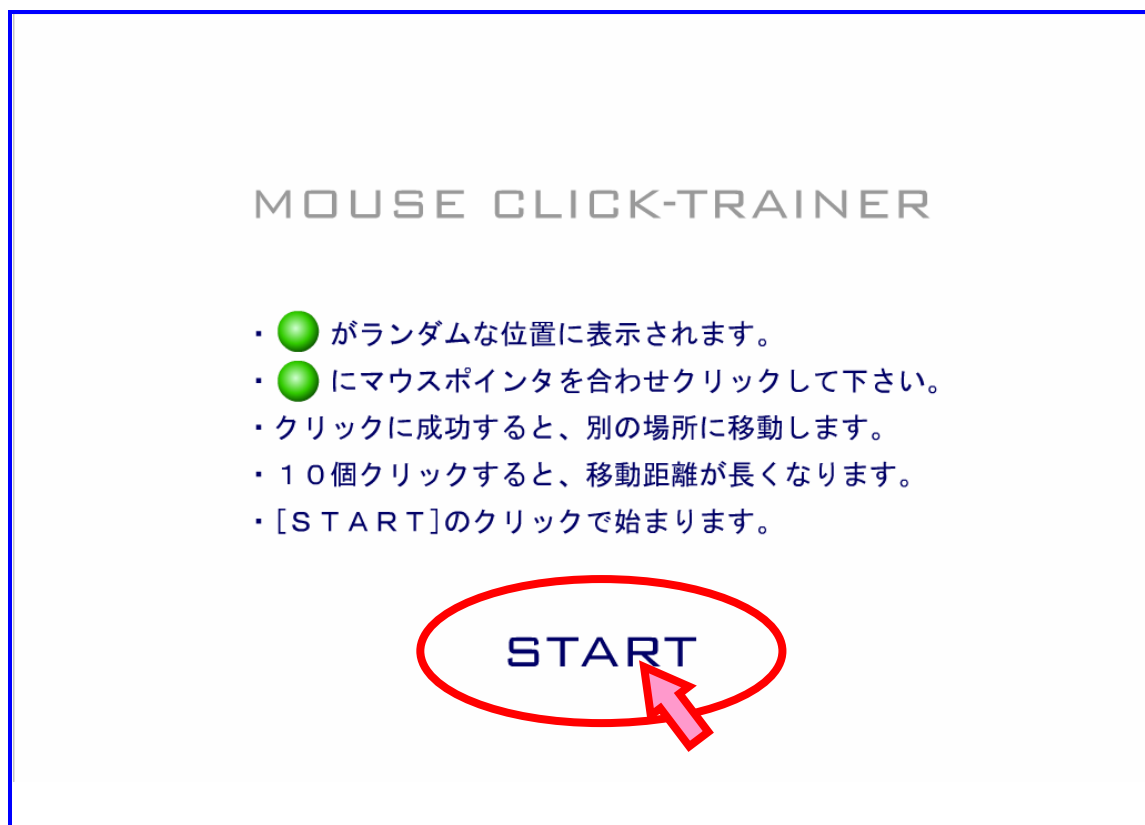 MOUSE CLICK-TRAINER
・ がランダムな位置に表示されます。
・ にマウスポインタを合わせクリックして下さい。
・クリックに成功すると、別の場所に移動します。
・１０個クリックすると、移動距離が長くなります。
・[ＳＴＡＲＴ]のクリックで始まります。
START